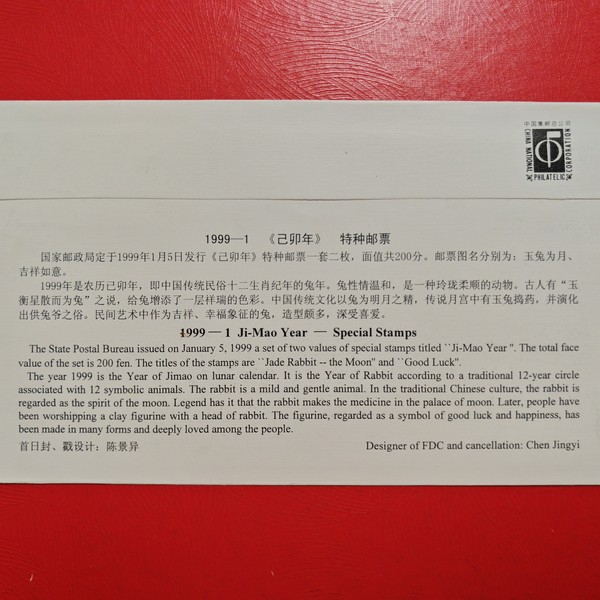 中国集邮总公司
CHINA NATIONAL PHILATELIC CORPORATION
1999—1 《己卯年》 特种邮票
国家邮政局定于1999年1月5日发行《己卯年》特种邮票一套二枚，面值共200分。邮票图名分别为：玉兔为月、
吉祥如意。
1999年是农历己卯年，即中国传统民俗十二生肖纪年的兔年。兔性情温和，是一种玲珑柔顺的动物。古人有“玉
衡星散而为兔”之说，给兔增添了一层祥瑞的色彩。中国传统文化以兔为明月之精，传说月宫中有玉兔捣药，并演化
出供兔爷之俗。民间艺术中作为吉祥、幸福象征的兔，造型颇多，深受喜爱。
1999 — 1 Ji-Mao Year — Special Stamps
The State Postal Bureau issued on January 5, 1999 a set of two values of special stamps titled ``Ji-Mao Year ". The total face
value of the set is 200 fen. The titles of the stamps are ``Jade Rabbit -- the Moon" and ``Good Luck".
The year 1999 is the Year of Jimao on lunar calendar. It is the Year of Rabbit according to a traditional 12-year circle
associated with 12 symbolic animals. The rabbit is a mild and gentle animal. In the traditional Chinese culture, the rabbit is
regarded as the spirit of the moon. Legend has it that the rabbit makes the medicine in the palace of moon. Later, people have
been worshipping a clay figurine with a head of rabbit. The figurine, regarded as a symbol of good luck and happiness, has
been made in many forms and deeply loved among the people.
首日封、戳设计：陈景异
Designer of FDC and cancellation: Chen Jingyi